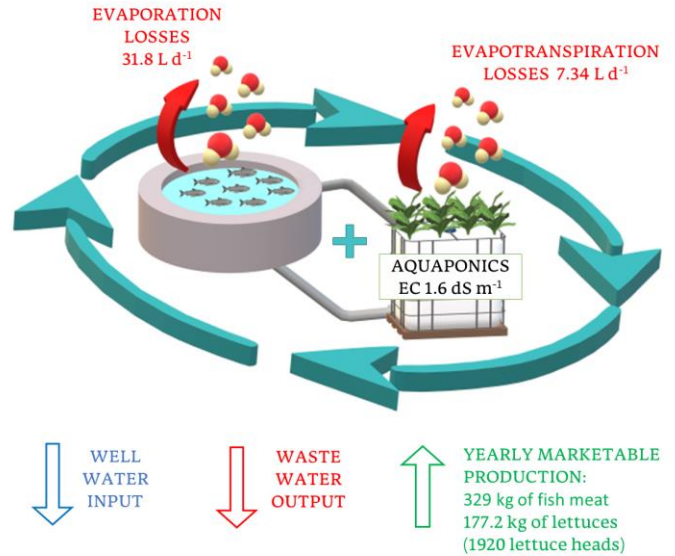 EVAPORATION
LOSSES
31.8 L d⁻¹
EVAPOTRANSPIRATION
LOSSES 7.34 L d⁻¹
AQUAPONICS
EC 1.6 dS m⁻¹
WELL
WATER
INPUT
WASTE
WATER
OUTPUT
YEARLY MARKETABLE
PRODUCTION:
329 kg of fish meat
177.2 kg of lettuces
(1920 lettuce heads)